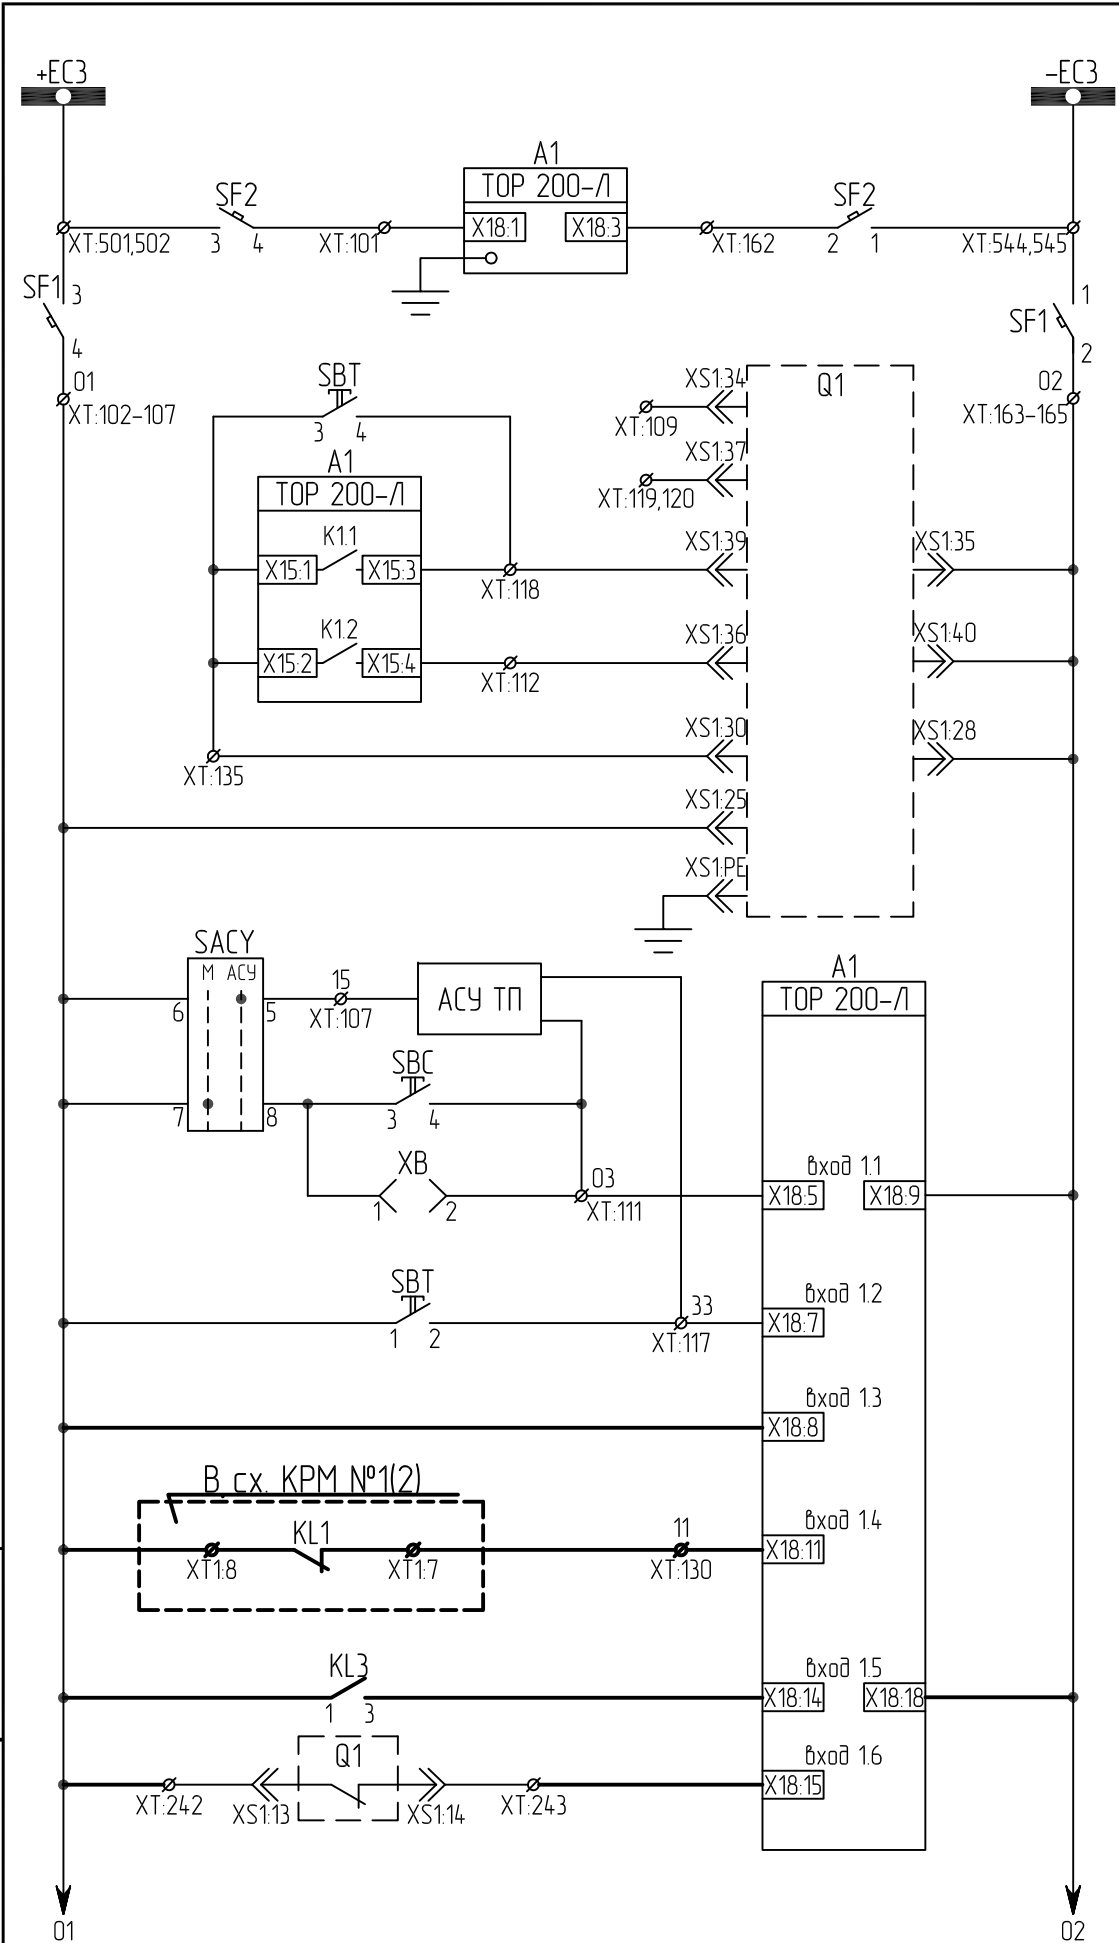 +EC3
-EC3
A1
TOP 200-Л
SF2
SF2
X18:1
X18:3
XT:501,502
3
4
XT:101
XT:162
2
1
XT:544,545
SF1
3
4
1
SF1
2
01
XT:102-107
02
XT:163-165
SBT
3
4
XS1:34
Q1
XT:109
XS1:37
XT:119,120
A1
TOP 200-Л
K1.1
X15:1
X15:3
XT:118
XS1:39
XS1:35
K1.2
X15:2
X15:4
XT:112
XS1:36
XS1:40
XT:135
XS1:30
XS1:28
XS1:25
XS1:PE
SACY
М АСУ
6
5
15
XT:107
АСУ ТП
A1
TOP 200-Л
7
8
SBC
3
4
XB
1
2
03
XT:111
вход 1.1
X18:5
X18:9
SBT
1
2
33
XT:117
вход 1.2
X18:7
вход 1.3
X18:8
В сх. КРМ №1(2)
XT1:8
KL1
XT1:7
11
XT:130
вход 1.4
X18:11
KL3
1
3
вход 1.5
X18:14
X18:18
Q1
XT:242
XS1:13
XS1:14
XT:243
вход 1.6
X18:15
01
02